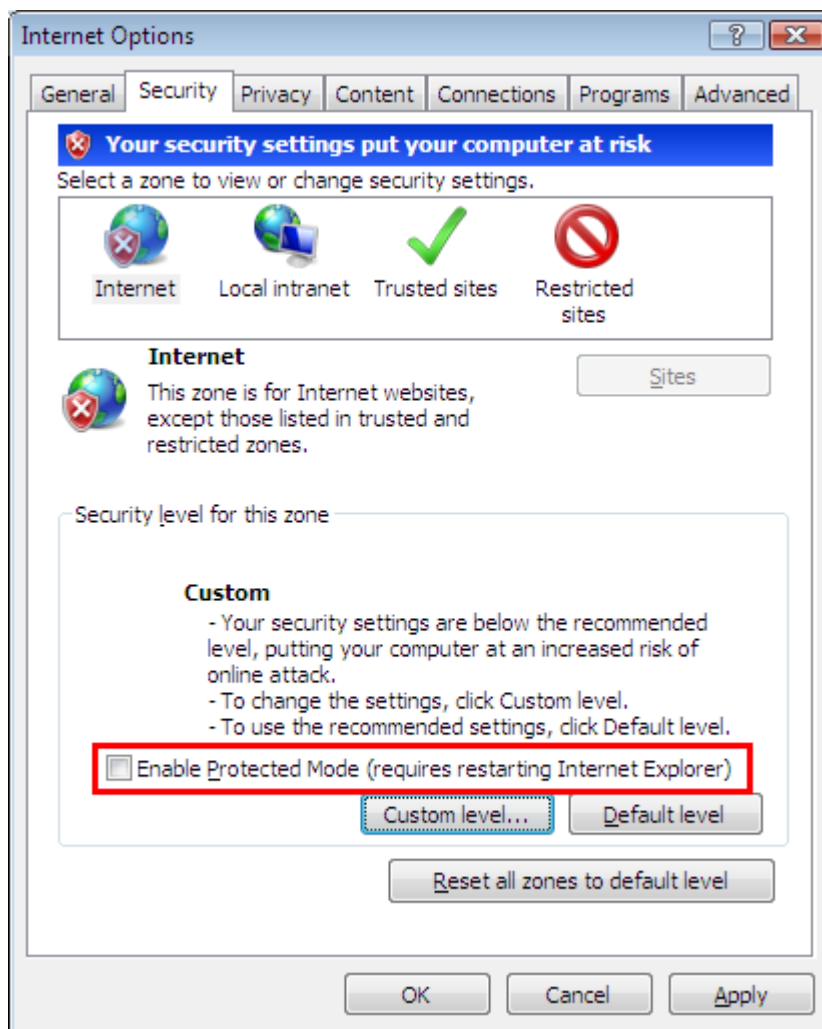 Internet Options
General Security Privacy Content Connections Programs Advanced
Your security settings put your computer at risk
Select a zone to view or change security settings.
Internet Local intranet Trusted sites Restricted
sites
Internet
Sites
This zone is for Internet websites,
except those listed in trusted and
restricted zones.
Security level for this zone
Custom
- Your security settings are below the recommended
level, putting your computer at an increased risk of
online attack.
- To change the settings, click Custom level.
- To use the recommended settings, click Default level.
Enable Protected Mode (requires restarting Internet Explorer)
Custom level... Default level
Reset all zones to default level
OK Cancel Apply